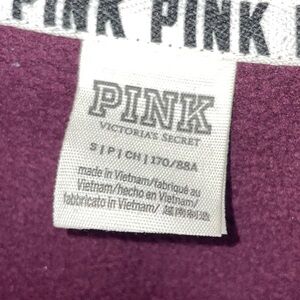 PINK PINK
PINK
VICTORIA'S SECRET
S | P | CH | 170/88A
made in Vietnam/fabriqué au
Vietnam/hecho en Vietnam/
fabbricato in Vietnam/